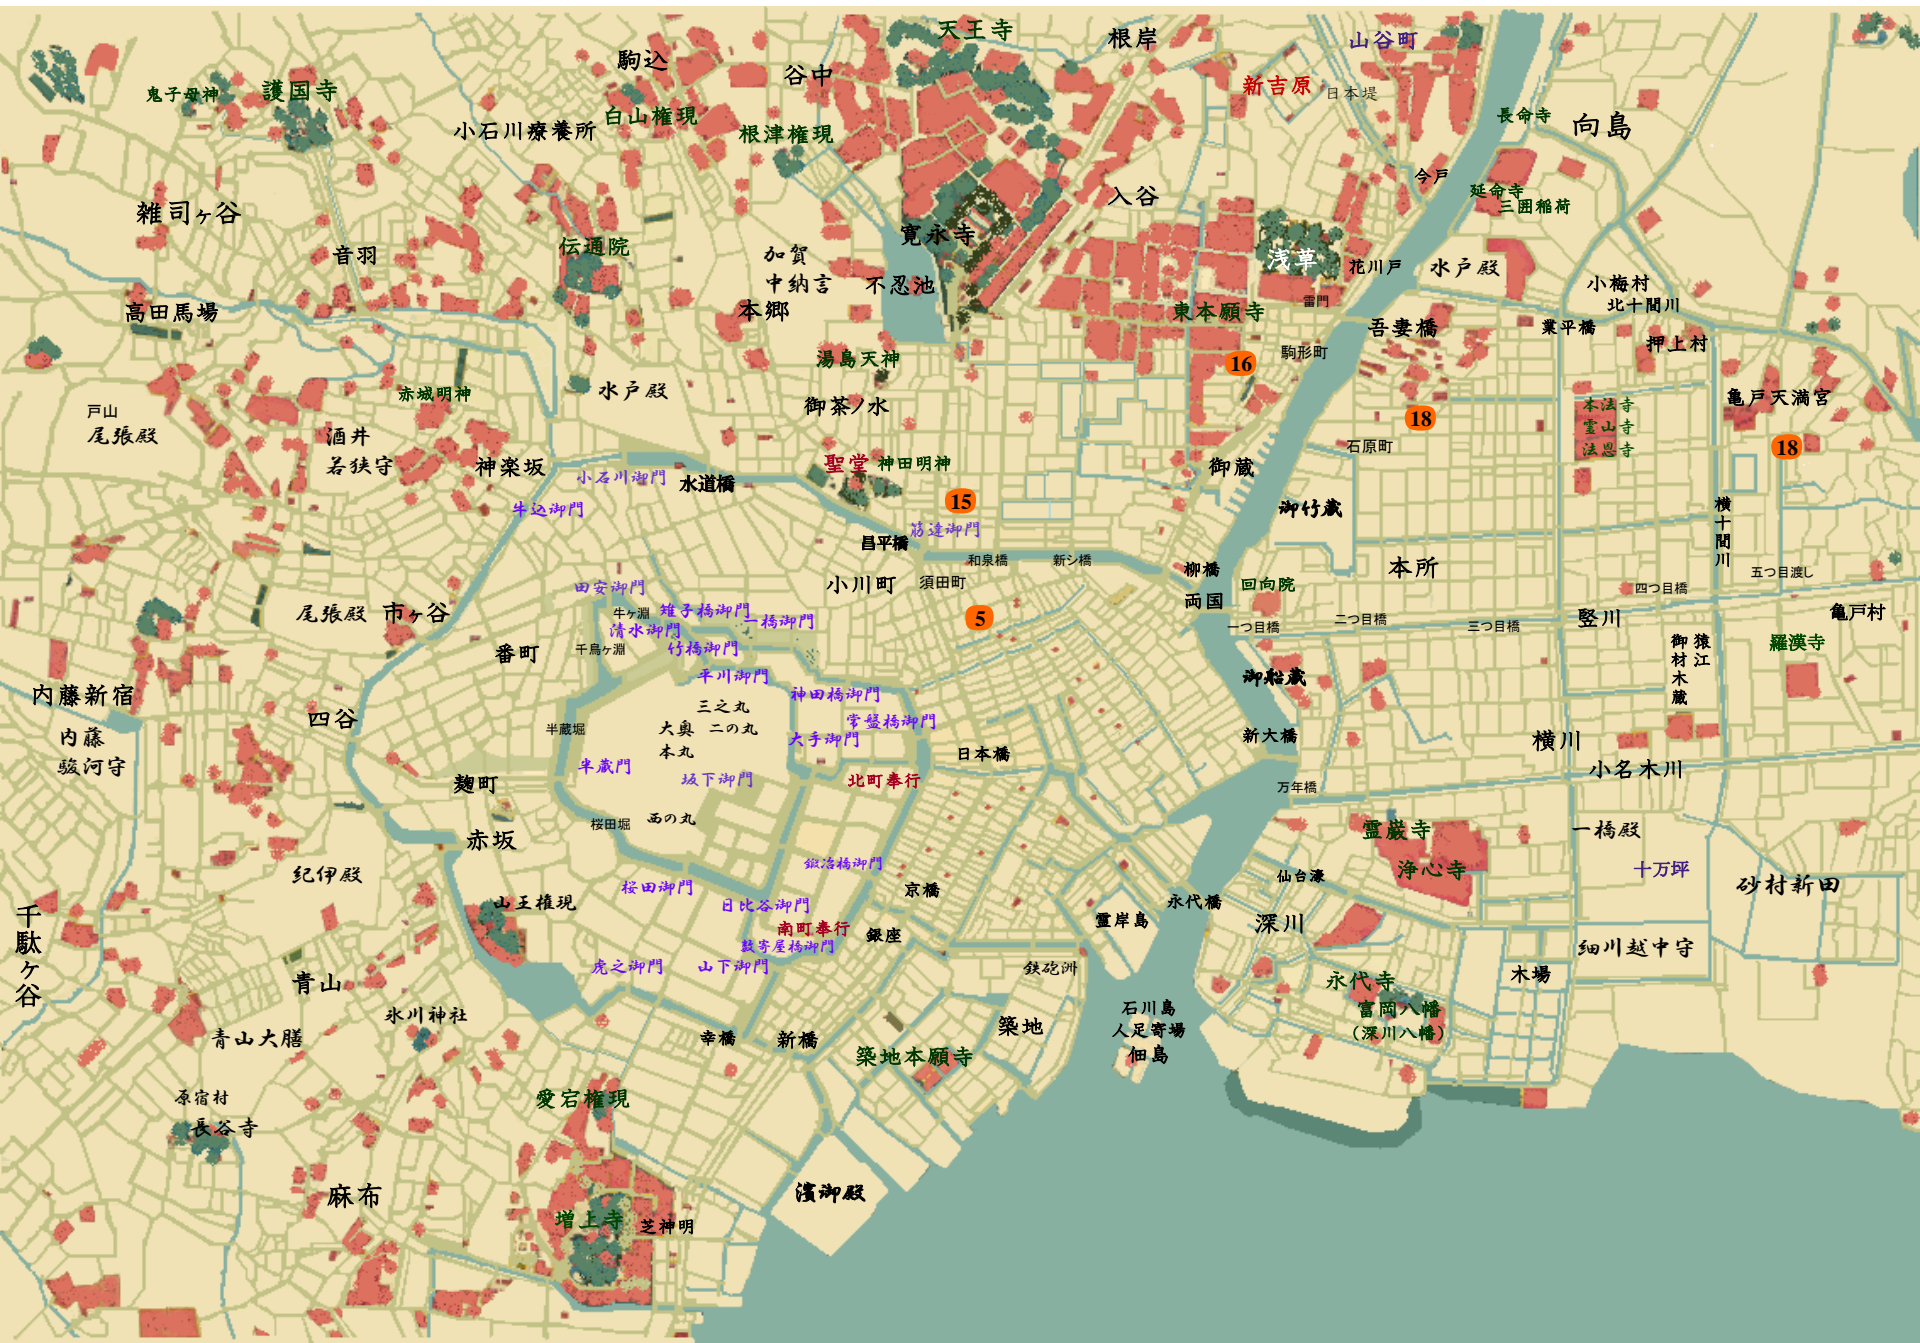 天王寺
根岸
山谷町
駒込
谷中
新吉原
日本堤
鬼子母神
護国寺
白山権現
小石川療養所
根津権現
長命寺
向島
今戸
延命寺
三囲稲荷
入谷
雑司ヶ谷
音羽
伝通院
加賀
中納言
寛永寺
不忍池
浅草
花川戸
水戸殿
小梅村
北十間川
高田馬場
本郷
東本願寺
雷門
吾妻橋
業平橋
押上村
湯島天神
16
駒形町
赤城明神
水戸殿
御茶ノ水
18
本法寺
霊山寺
法恩寺
亀戸天満宮
18
戸山
尾張殿
酒井
若狭守
神楽坂
小石川御門
水道橋
聖堂
神田明神
御蔵
石原町
牛込御門
15
筋違御門
昌平橋
御竹蔵
横十間川
和泉橋
新シ橋
柳橋
両国
回向院
本所
五つ目渡し
四つ目橋
亀戸村
田安御門
小川町
須田町
尾張殿
市ヶ谷
牛ヶ淵
雉子橋御門
一橋御門
清水御門
5
一つ目橋
二つ目橋
三つ目橋
竪川
番町
千鳥ヶ淵
竹橋御門
平川御門
御船蔵
猿江
御材木蔵
羅漢寺
内藤新宿
神田橋御門
四谷
三之丸
大奥
二の丸
本丸
常盤橋御門
大手御門
半蔵堀
内藤
駿河守
日本橋
新大橋
横川
小名木川
半蔵門
坂下御門
北町奉行
麹町
万年橋
桜田堀
西の丸
赤坂
霊巌寺
一橋殿
浄心寺
十万坪
砂村新田
鍛冶橋御門
紀伊殿
桜田御門
京橋
仙台濠
山王権現
日比谷御門
永代橋
霊岸島
深川
南町奉行
銀座
数寄屋橋御門
千駄ヶ谷
細川越中守
虎之御門
山下御門
鉄砲洲
木場
青山
永代寺
富岡八幡
(深川八幡)
氷川神社
石川島
人足寄場
佃島
青山大膳
幸橋
新橋
築地
築地本願寺
原宿村
長谷寺
愛宕権現
麻布
濱御殿
増上寺
芝神明